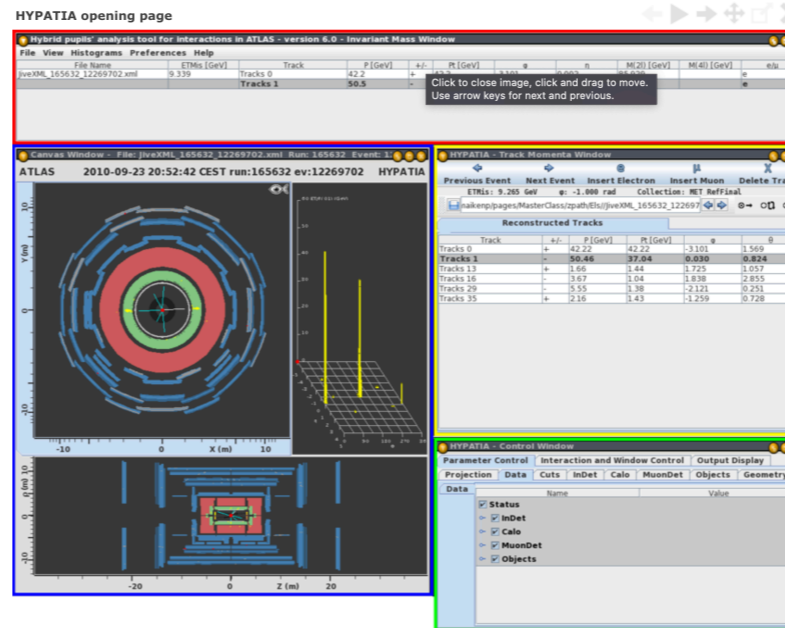 HYPATIA opening page
Hybrid pupils' analysis tool for interactions in ATLAS - version 6.0 - Invariant Mass Window
File View Histograms Preferences Help
File Name ETMis [GeV] Track P [GeV] +/- Pt [GeV] φ η M(2l) [GeV] M(4l) [GeV] e/μ
JiveXML_165632_12269702.xml 9.339 Tracks 0 42.2 + e
Tracks 1 50.5 - e
Click to close image, click and drag to move.
Use arrow keys for next and previous.
Canvas Window - File: JiveXML_165632_12269702.xml Run: 165632 Event:
ATLAS 2010-09-23 20:52:42 CEST run:165632 ev:12269702 HYPATIA
Y (m)
10
0
-10
-10 0 X (m) 10
ρ (m)
10
0
-10
-20 0 Z (m) 20
HYPATIA - Track Momenta Window
Previous Event Next Event Insert Electron Insert Muon Delete Tra
ETMis: 9.265 GeV φ: -1.000 rad Collection: MET RefFinal
naikenp/pages/MasterClass/zpath/Els//JiveXML_165632_122697
Reconstructed Tracks
Track +/- P [GeV] Pt [GeV] φ θ
Tracks 0 + 42.22 42.22 -3.101 1.569
Tracks 1 - 50.46 37.04 0.030 0.824
Tracks 13 + 1.66 1.44 1.725 1.057
Tracks 16 - 3.67 1.04 1.838 2.855
Tracks 29 - 5.55 1.38 -2.121 0.251
Tracks 35 + 2.16 1.43 -1.259 0.728
HYPATIA - Control Window
Parameter Control Interaction and Window Control Output Display
Projection Data Cuts InDet Calo MuonDet Objects Geometry
Data
Name Value
Status
InDet
Calo
MuonDet
Objects